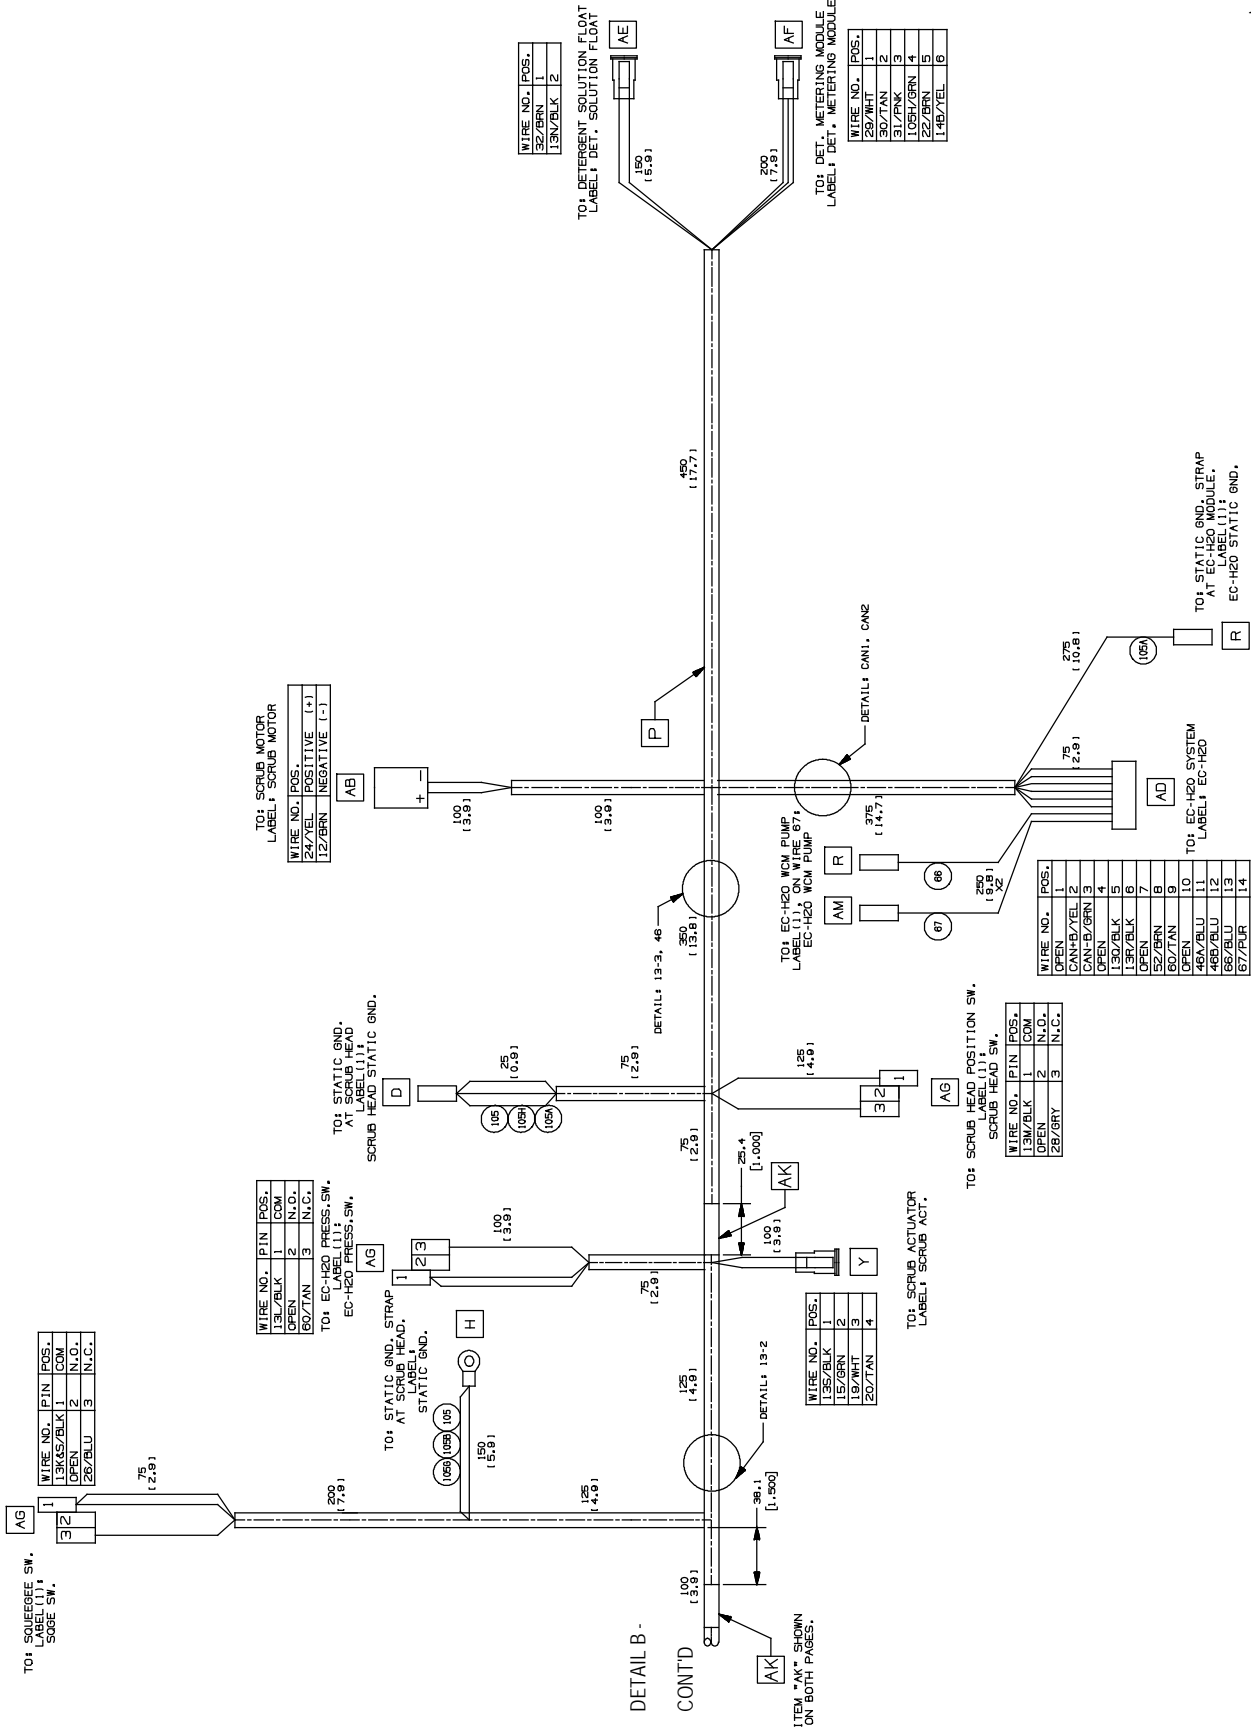 TO: SQUEEGEE SW.
LABEL(1):
SQGE SW.
AG
1
3 2
WIRE NO. PIN POS.
13K&S/BLK 1 COM
OPEN 2 N.O.
26/BLU 3 N.C.
75
[2.9]
200
[7.9]
125
[4.9]
TO: STATIC GND. STRAP
AT SCRUB HEAD.
LABEL:
STATIC GND.
H
105G 105B 105
150
[5.9]
WIRE NO. PIN POS.
13L/BLK 1 COM
OPEN 2 N.O.
60/TAN 3 N.C.
TO: EC-H2O PRESS.SW.
LABEL(1):
EC-H2O PRESS.SW.
AG
1
2 3
100
[3.9]
75
[2.9]
TO: STATIC GND.
AT SCRUB HEAD
LABEL(1):
SCRUB HEAD STATIC GND.
D
105 105H 105A
25
[0.9]
75
[2.9]
TO: SCRUB MOTOR
LABEL: SCRUB MOTOR
WIRE NO. POS.
24/YEL POSITIVE (+)
12/BRN NEGATIVE (-)
AB
+ -
100
[3.9]
100
[3.9]
WIRE NO. POS.
32/BRN 1
13N/BLK 2
TO: DETERGENT SOLUTION FLOAT
LABEL: DET. SOLUTION FLOAT
AE
150
[5.9]
DETAIL B -
CONT'D
100
[3.9]
AK
ITEM "AK" SHOWN
ON BOTH PAGES.
38.1
[1.500]
DETAIL: 13-2
125
[4.9]
25.4
[1.000]
AK
75
[2.9]
DETAIL: 13-3, 46
350
[13.8]
P
450
[17.7]
AF
200
[7.9]
TO: DET. METERING MODULE
LABEL: DET. METERING MODULE
WIRE NO. POS.
29/WHT 1
30/TAN 2
31/PNK 3
105H/GRN 4
22/BRN 5
14B/YEL 6
100
[3.9]
Y
TO: SCRUB ACTUATOR
LABEL: SCRUB ACT.
WIRE NO. POS.
13S/BLK 1
15/GRN 2
19/WHT 3
20/TAN 4
125
[4.9]
3 2
1
AG
TO: SCRUB HEAD POSITION SW.
LABEL(1):
SCRUB HEAD SW.
WIRE NO. PIN POS.
13M/BLK 1 COM
OPEN 2 N.O.
28/GRY 3 N.C.
DETAIL: CAN1, CAN2
375
[14.7]
TO: EC-H2O WCM PUMP
LABEL(1), ON WIRE 67:
EC-H2O WCM PUMP
AM
R
67
66
250
[9.8]
X2
75
[2.9]
AD
TO: EC-H2O SYSTEM
LABEL: EC-H2O
WIRE NO. POS.
OPEN 1
CAN+B/YEL 2
CAN-B/GRN 3
OPEN 4
13Q/BLK 5
13R/BLK 6
OPEN 7
52/BRN 8
60/TAN 9
OPEN 10
46A/BLU 11
46B/BLU 12
66/BLU 13
67/PUR 14
275
[10.8]
105A
R
TO: STATIC GND. STRAP
AT EC-H2O MODULE.
LABEL(1):
EC-H2O STATIC GND.